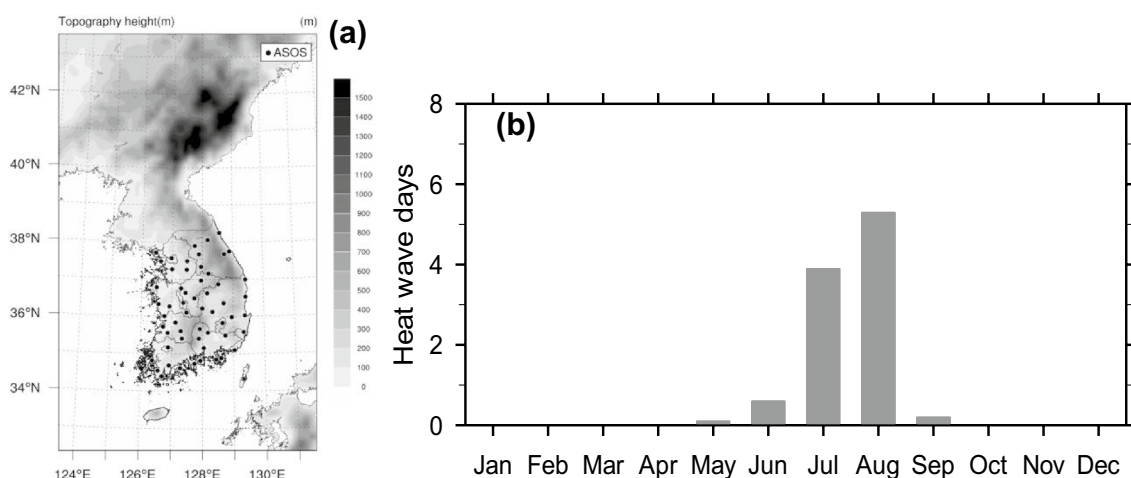 Topography height(m) (m)
ASOS
(a)
42°N
40°N
38°N
36°N
34°N
124°E 126°E 128°E 130°E
1500
1400
1300
1200
1100
1000
900
800
700
600
500
400
300
200
100
0
(b)
Heat wave days
8
6
4
2
0
Jan Feb Mar Apr May Jun Jul Aug Sep Oct Nov Dec